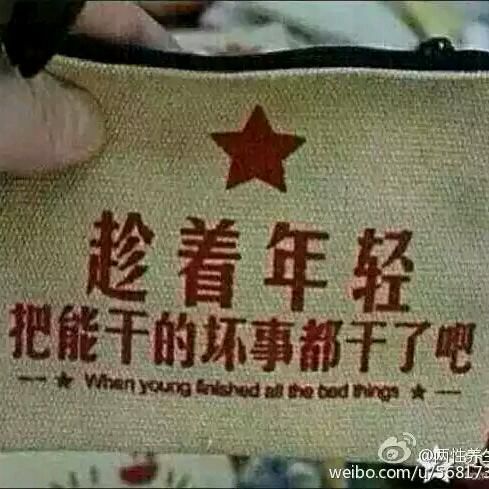 趁着年轻
把能干的坏事都干了吧
When young finished all the bed things
@两性养生
weibo.com/u/568173